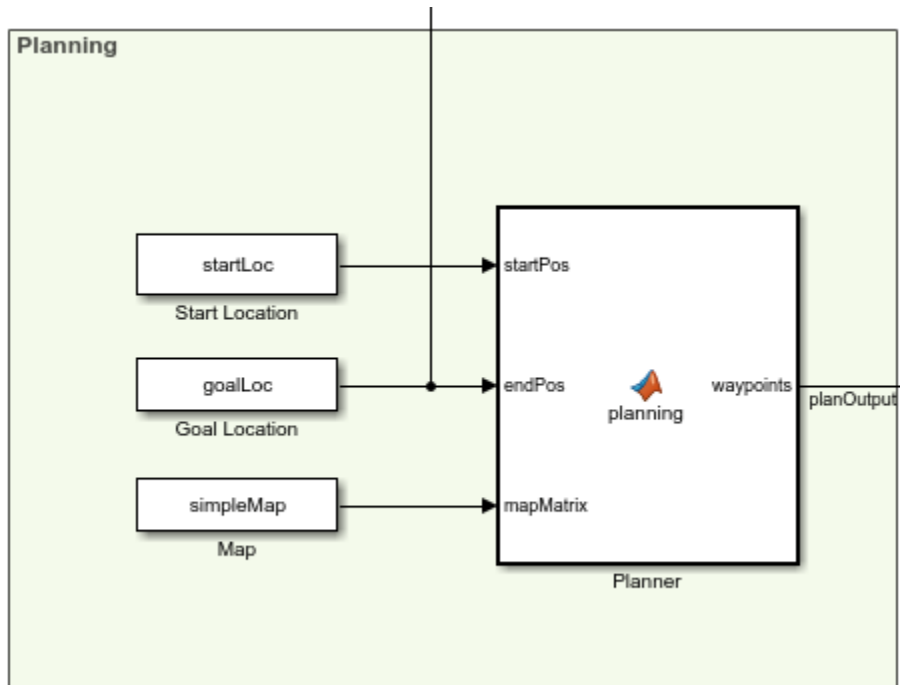 Planning
startLoc
Start Location
goalLoc
Goal Location
simpleMap
Map
startPos
endPos
mapMatrix
planning
waypoints
Planner
planOutput